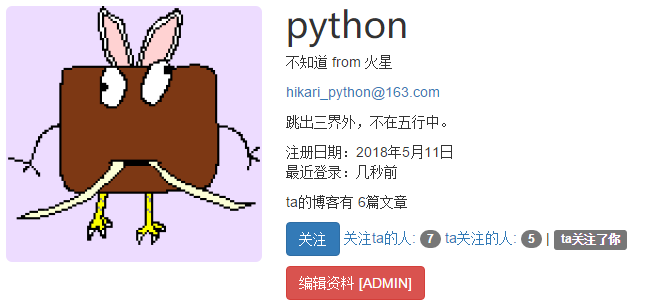 python
不知道 from 火星
hikari_python@163.com
跳出三界外，不在五行中。
注册日期：2018年5月11日
最近登录：几秒前
ta的博客有 6篇文章
关注 关注ta的人: 7 ta关注的人: 5 | ta关注了你
编辑资料 [ADMIN]